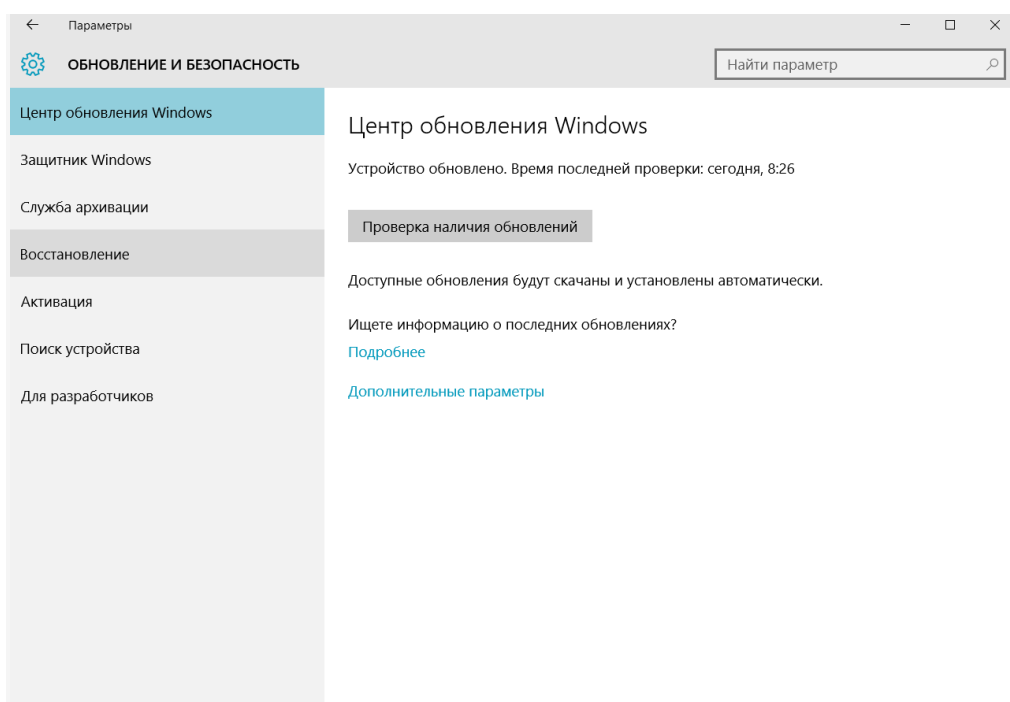 Параметры
ОБНОВЛЕНИЕ И БЕЗОПАСНОСТЬ
Найти параметр
Центр обновления Windows
Защитник Windows
Служба архивации
Восстановление
Активация
Поиск устройства
Для разработчиков
Центр обновления Windows
Устройство обновлено. Время последней проверки: сегодня, 8:26
Проверка наличия обновлений
Доступные обновления будут скачаны и установлены автоматически.
Ищете информацию о последних обновлениях?
Подробнее
Дополнительные параметры